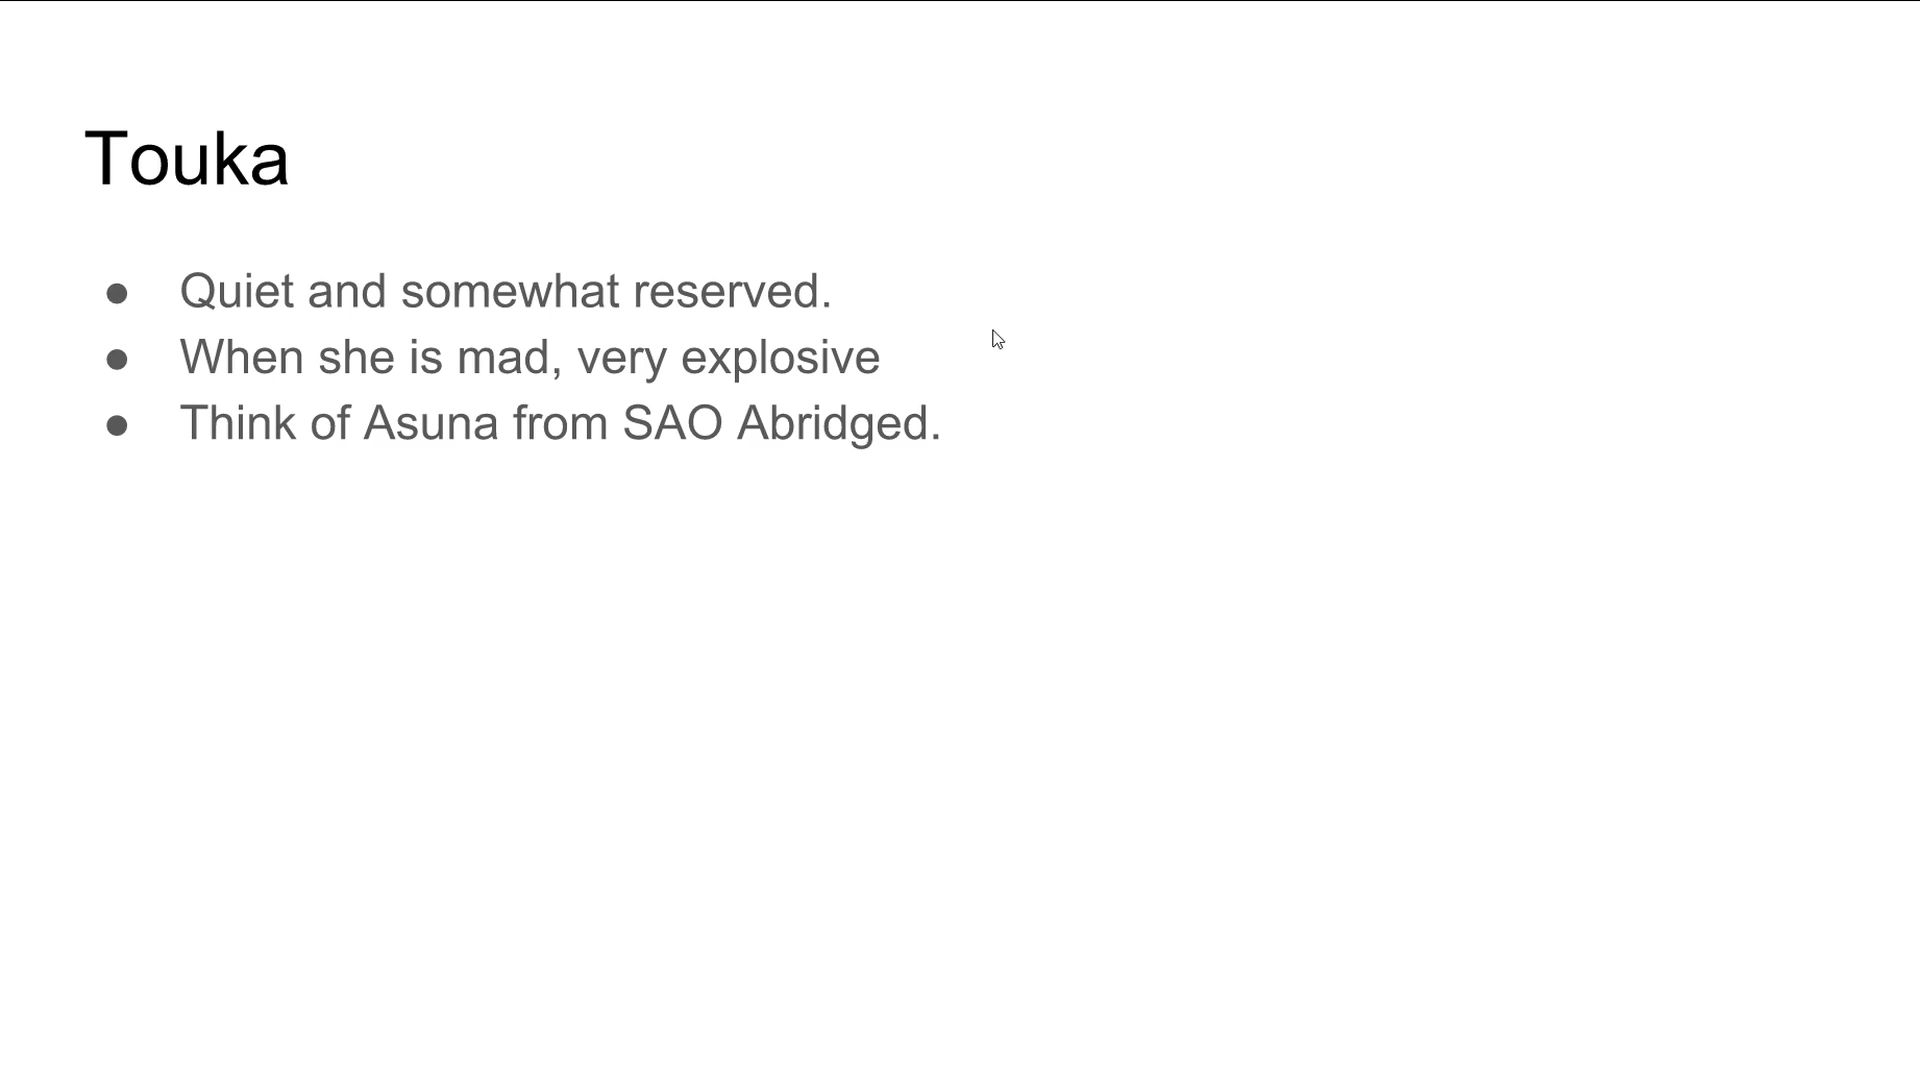 Touka
● Quiet and somewhat reserved.
● When she is mad, very explosive
● Think of Asuna from SAO Abridged.